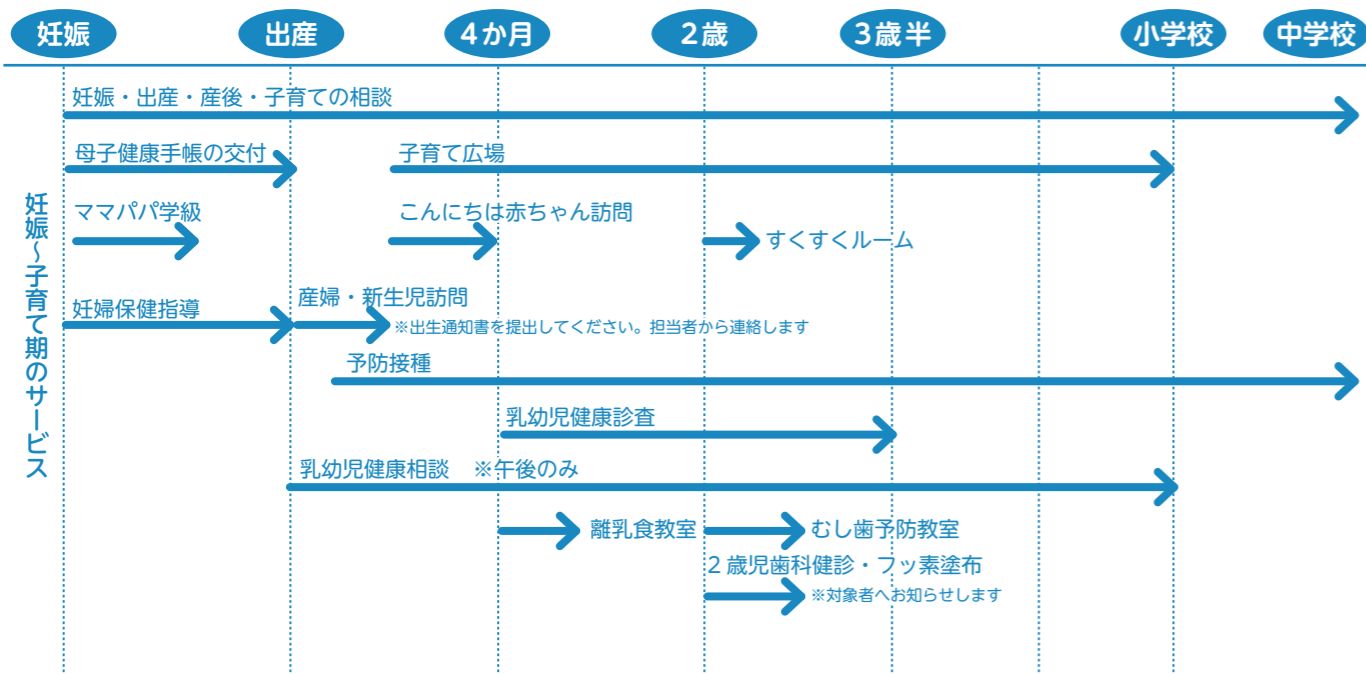 妊娠
出産
4か月
2歳
3歳半
小学校
中学校
妊娠～子育て期のサービス
妊娠・出産・産後・子育ての相談
母子健康手帳の交付
子育て広場
ママパパ学級
こんにちは赤ちゃん訪問
すくすくルーム
妊婦保健指導
産婦・新生児訪問
※出生通知書を提出してください。担当者から連絡します
予防接種
乳幼児健康診査
乳幼児健康相談　※午後のみ
離乳食教室
むし歯予防教室
2歳児歯科健診・フッ素塗布
※対象者へお知らせします